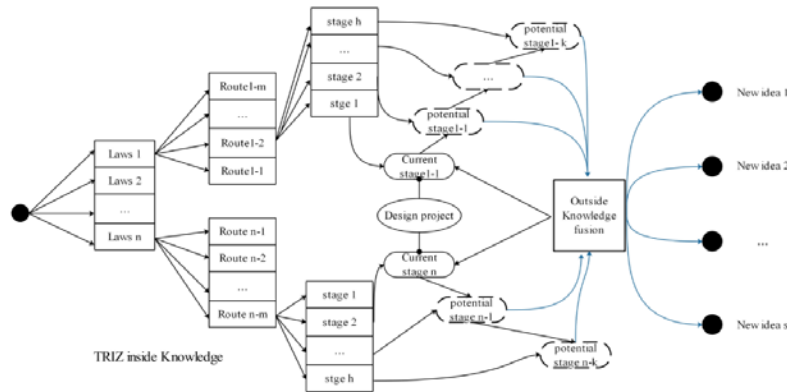 stage h
...
stage 2
stge 1
Route1-m
...
Route1-2
Route1-1
Laws 1
Laws 2
...
Laws n
Route n-1
Route n-2
...
Route n-m
stage 1
stage 2
...
stge h
TRIZ inside Knowledge
potential
stage1- k
...
potential
stage1-1
Current
stage1-1
Design project
Current
stage n
potential
stage n-1
potential
stage n-k
Outside
Knowledge
fusion
New idea 1
New idea 2
...
New idea s